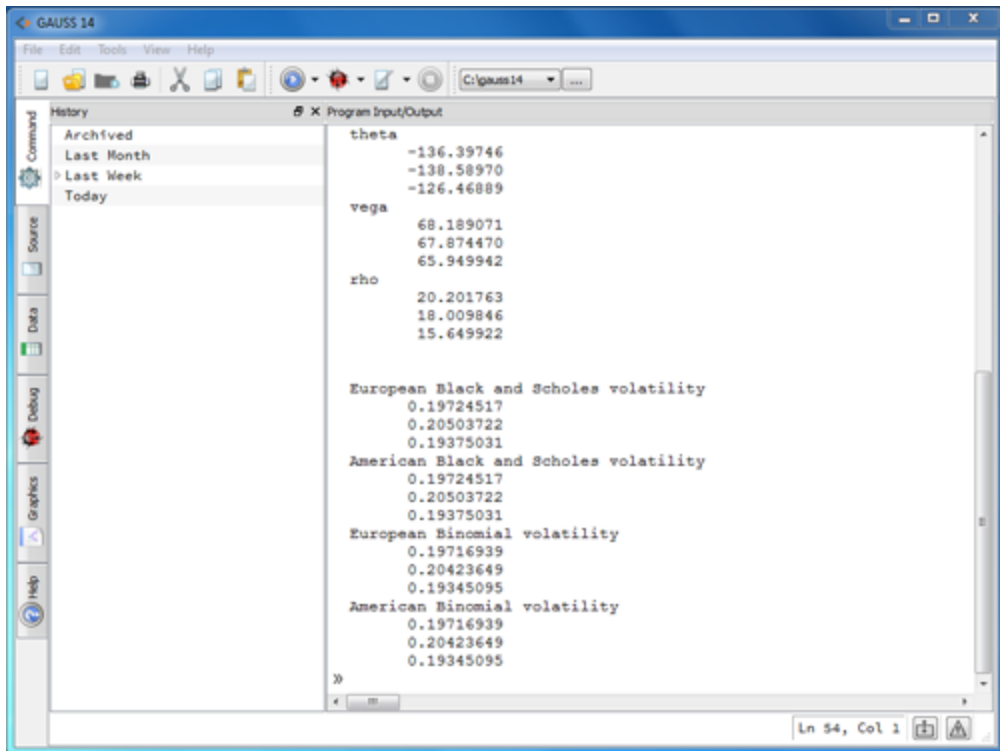 GAUSS 14
File Edit Tools View Help
C:\gauss14
...
Command
Source
Data
Debug
Graphics
Help
History
Archived
Last Month
Last Week
Today
Program Input/Output
theta
-136.39746
-138.58970
-126.46889
vega
68.189071
67.874470
65.949942
rho
20.201763
18.009846
15.649922
European Black and Scholes volatility
0.19724517
0.20503722
0.19375031
American Black and Scholes volatility
0.19724517
0.20503722
0.19375031
European Binomial volatility
0.19716939
0.20423649
0.19345095
American Binomial volatility
0.19716939
0.20423649
0.19345095
»
Ln 54, Col 1